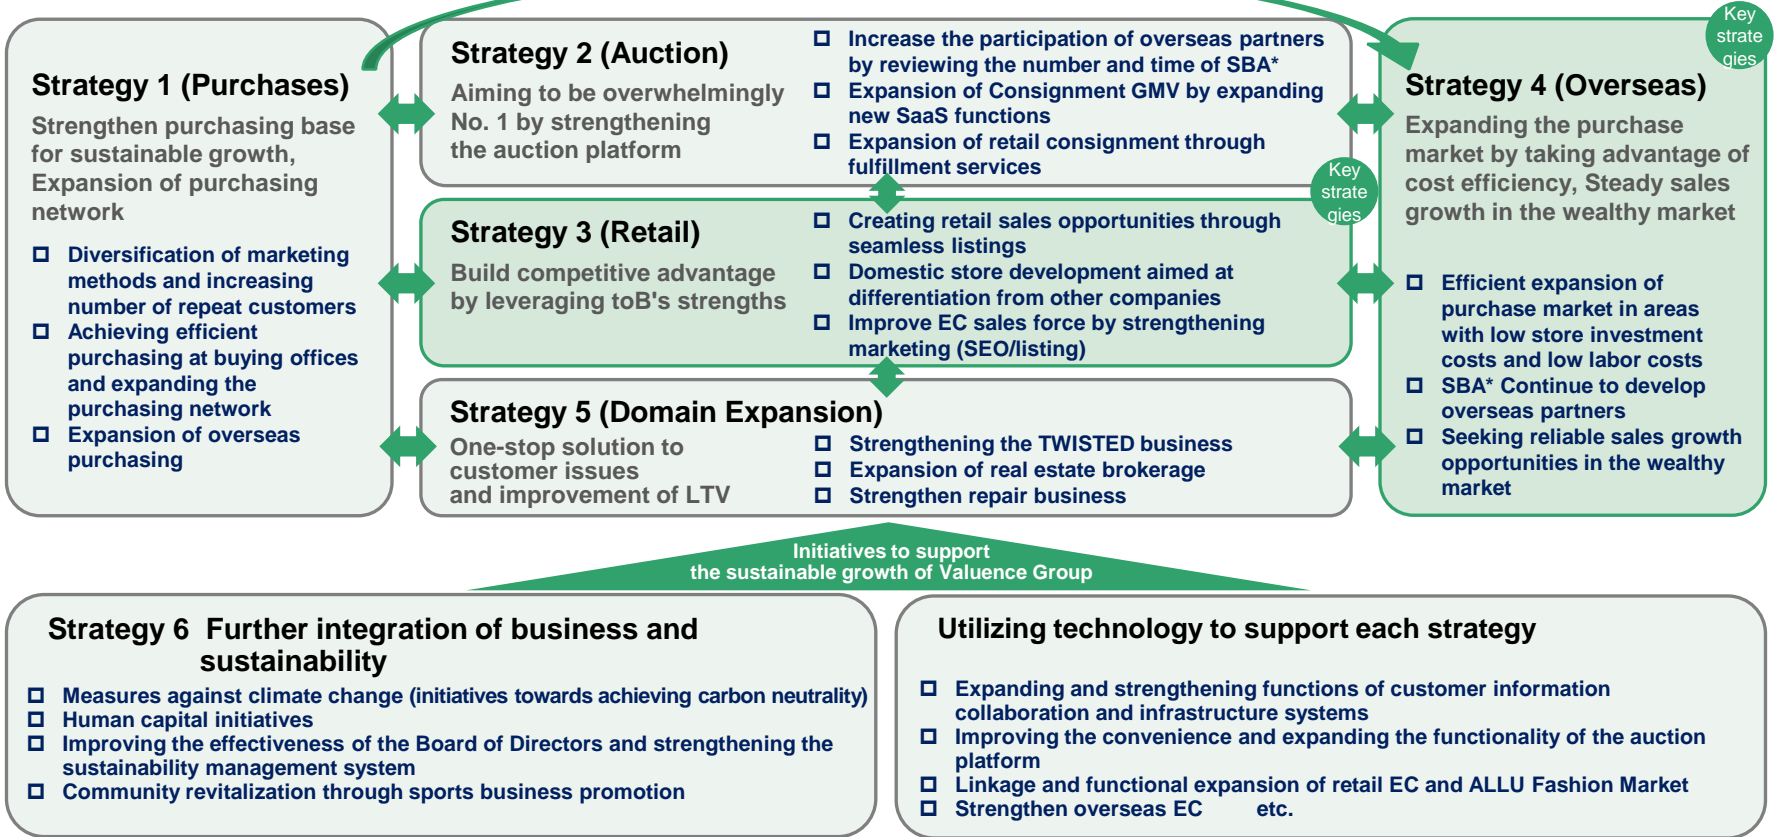 Strategy 1 (Purchases)
Strengthen purchasing base
for sustainable growth,
Expansion of purchasing
network
Diversification of marketing
methods and increasing
number of repeat customers
Achieving efficient
purchasing at buying offices
and expanding the
purchasing network
Expansion of overseas
purchasing
Strategy 2 (Auction)
Aiming to be overwhelmingly
No. 1 by strengthening
the auction platform
Increase the participation of overseas partners
by reviewing the number and time of SBA*
Expansion of Consignment GMV by expanding
new SaaS functions
Expansion of retail consignment through
fulfillment services
Key
strate
gies
Strategy 3 (Retail)
Build competitive advantage
by leveraging toB's strengths
Creating retail sales opportunities through
seamless listings
Domestic store development aimed at
differentiation from other companies
Improve EC sales force by strengthening
marketing (SEO/listing)
Strategy 5 (Domain Expansion)
One-stop solution to
customer issues
and improvement of LTV
Strengthening the TWISTED business
Expansion of real estate brokerage
Strengthen repair business
Key
strate
gies
Strategy 4 (Overseas)
Expanding the purchase
market by taking advantage of
cost efficiency, Steady sales
growth in the wealthy market
Efficient expansion of
purchase market in areas
with low store investment
costs and low labor costs
SBA* Continue to develop
overseas partners
Seeking reliable sales growth
opportunities in the wealthy
market
Initiatives to support
the sustainable growth of Valuence Group
Strategy 6 Further integration of business and
sustainability
Measures against climate change (initiatives towards achieving carbon neutrality)
Human capital initiatives
Improving the effectiveness of the Board of Directors and strengthening the
sustainability management system
Community revitalization through sports business promotion
Utilizing technology to support each strategy
Expanding and strengthening functions of customer information
collaboration and infrastructure systems
Improving the convenience and expanding the functionality of the auction
platform
Linkage and functional expansion of retail EC and ALLU Fashion Market
Strengthen overseas EC etc.